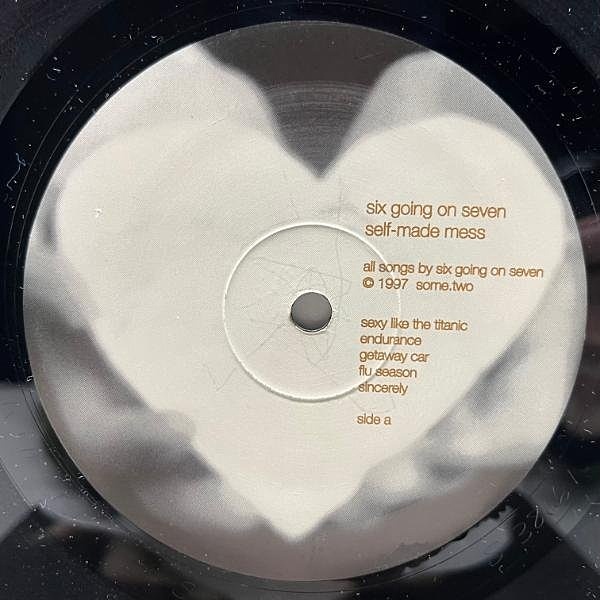 six going on seven
self-made mess
all songs by six going on seven
© 1997 some.two
sexy like the titanic
endurance
getaway car
flu season
sincerely
side a